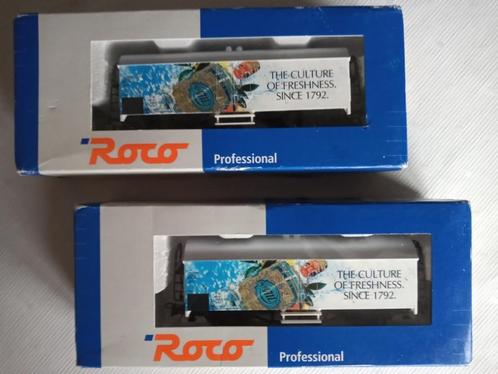 THE CULTURE
OF FRESHNESS.
SINCE 1792.
Roco
Professional
THE CULTURE
OF FRESHNESS.
SINCE 1792.
Roco
Professional